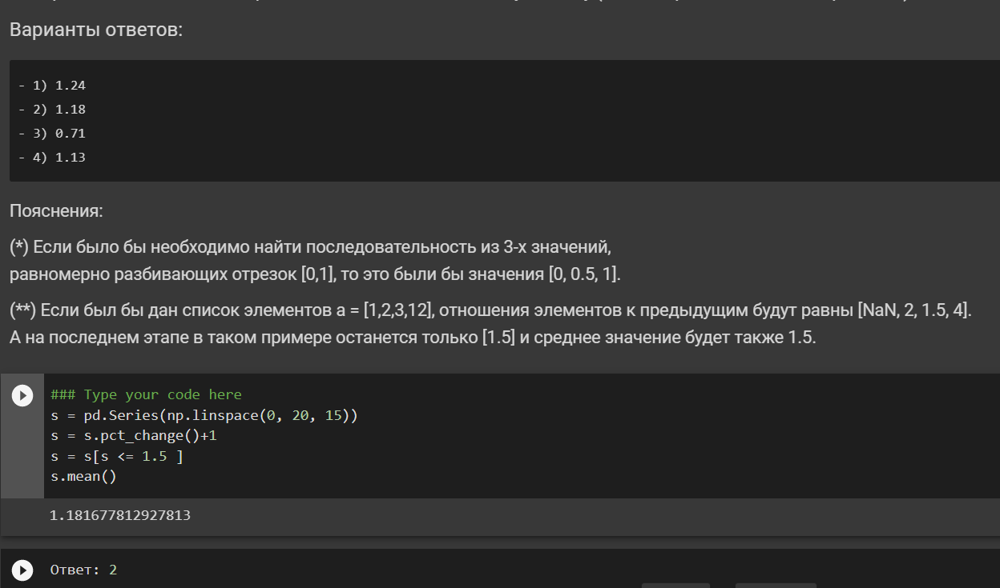 Варианты ответов:
- 1) 1.24
- 2) 1.18
- 3) 0.71
- 4) 1.13
Пояснения:
(*) Если было бы необходимо найти последовательность из 3-х значений,
равномерно разбивающих отрезок [0,1], то это были бы значения [0, 0.5, 1].
(**) Если был бы дан список элементов a = [1,2,3,12], отношения элементов к предыдущим будут равны [NaN, 2, 1.5, 4].
А на последнем этапе в таком примере останется только [1.5] и среднее значение будет также 1.5.
### Type your code here
s = pd.Series(np.linspace(0, 20, 15))
s = s.pct_change()+1
s = s[s <= 1.5 ]
s.mean()
1.181677812927813
Ответ: 2